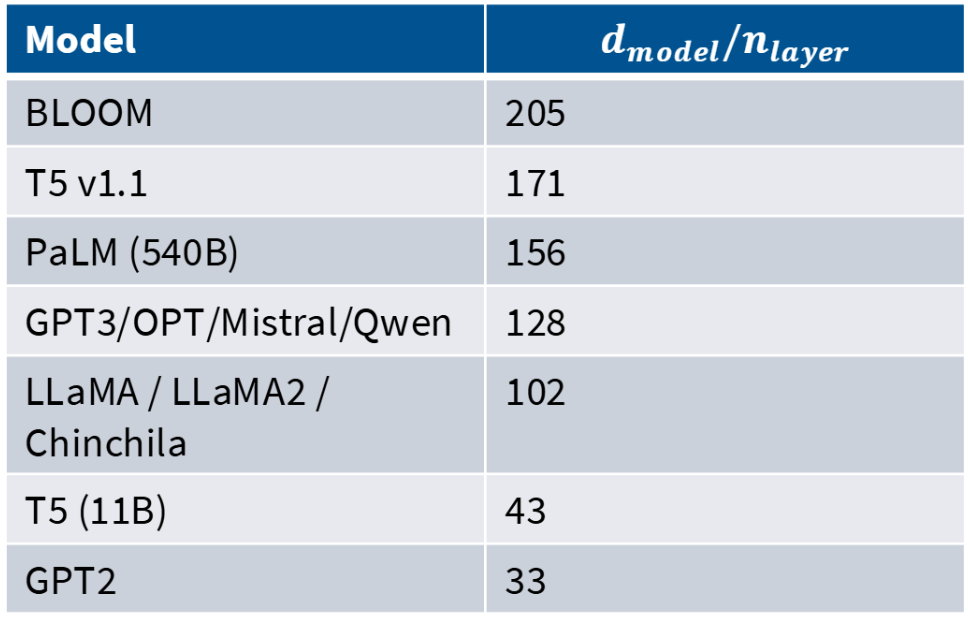 Model d_model/n_layer
BLOOM 205
T5 v1.1 171
PaLM (540B) 156
GPT3/OPT/Mistral/Qwen 128
LLaMA / LLaMA2 / 102
Chinchila
T5 (11B) 43
GPT2 33